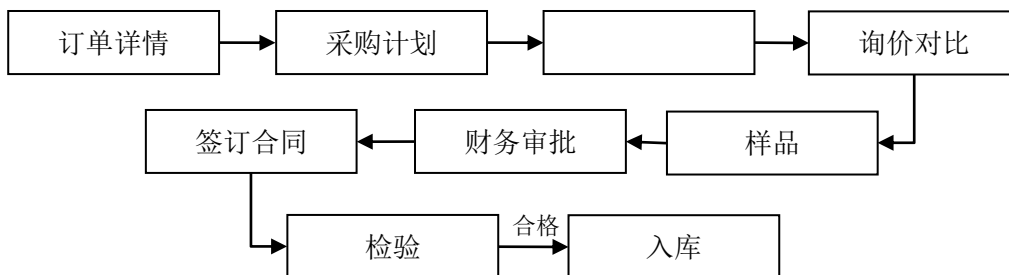 订单详情
采购计划
询价对比
样品
财务审批
签订合同
检验
合格
入库